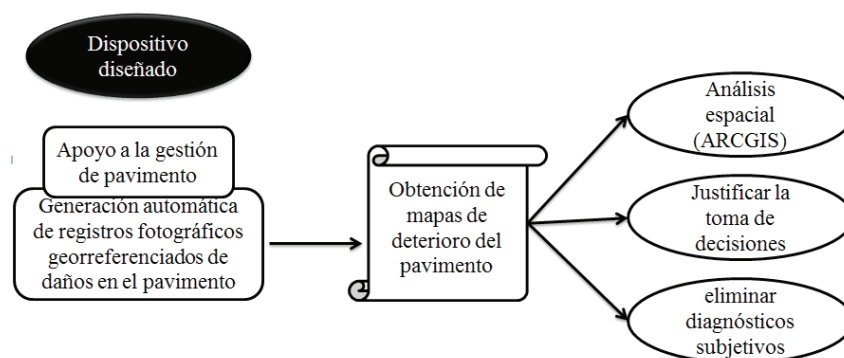 Dispositivo
diseñado
Apoyo a la gestión
de pavimento
Generación automática
de registros fotográficos
georreferenciados de
daños en el pavimento
Obtención de
mapas de
deterioro del
pavimento
Análisis
espacial
(ARCGIS)
Justificar la
toma de
decisiones
eliminar
diagnósticos
subjetivos